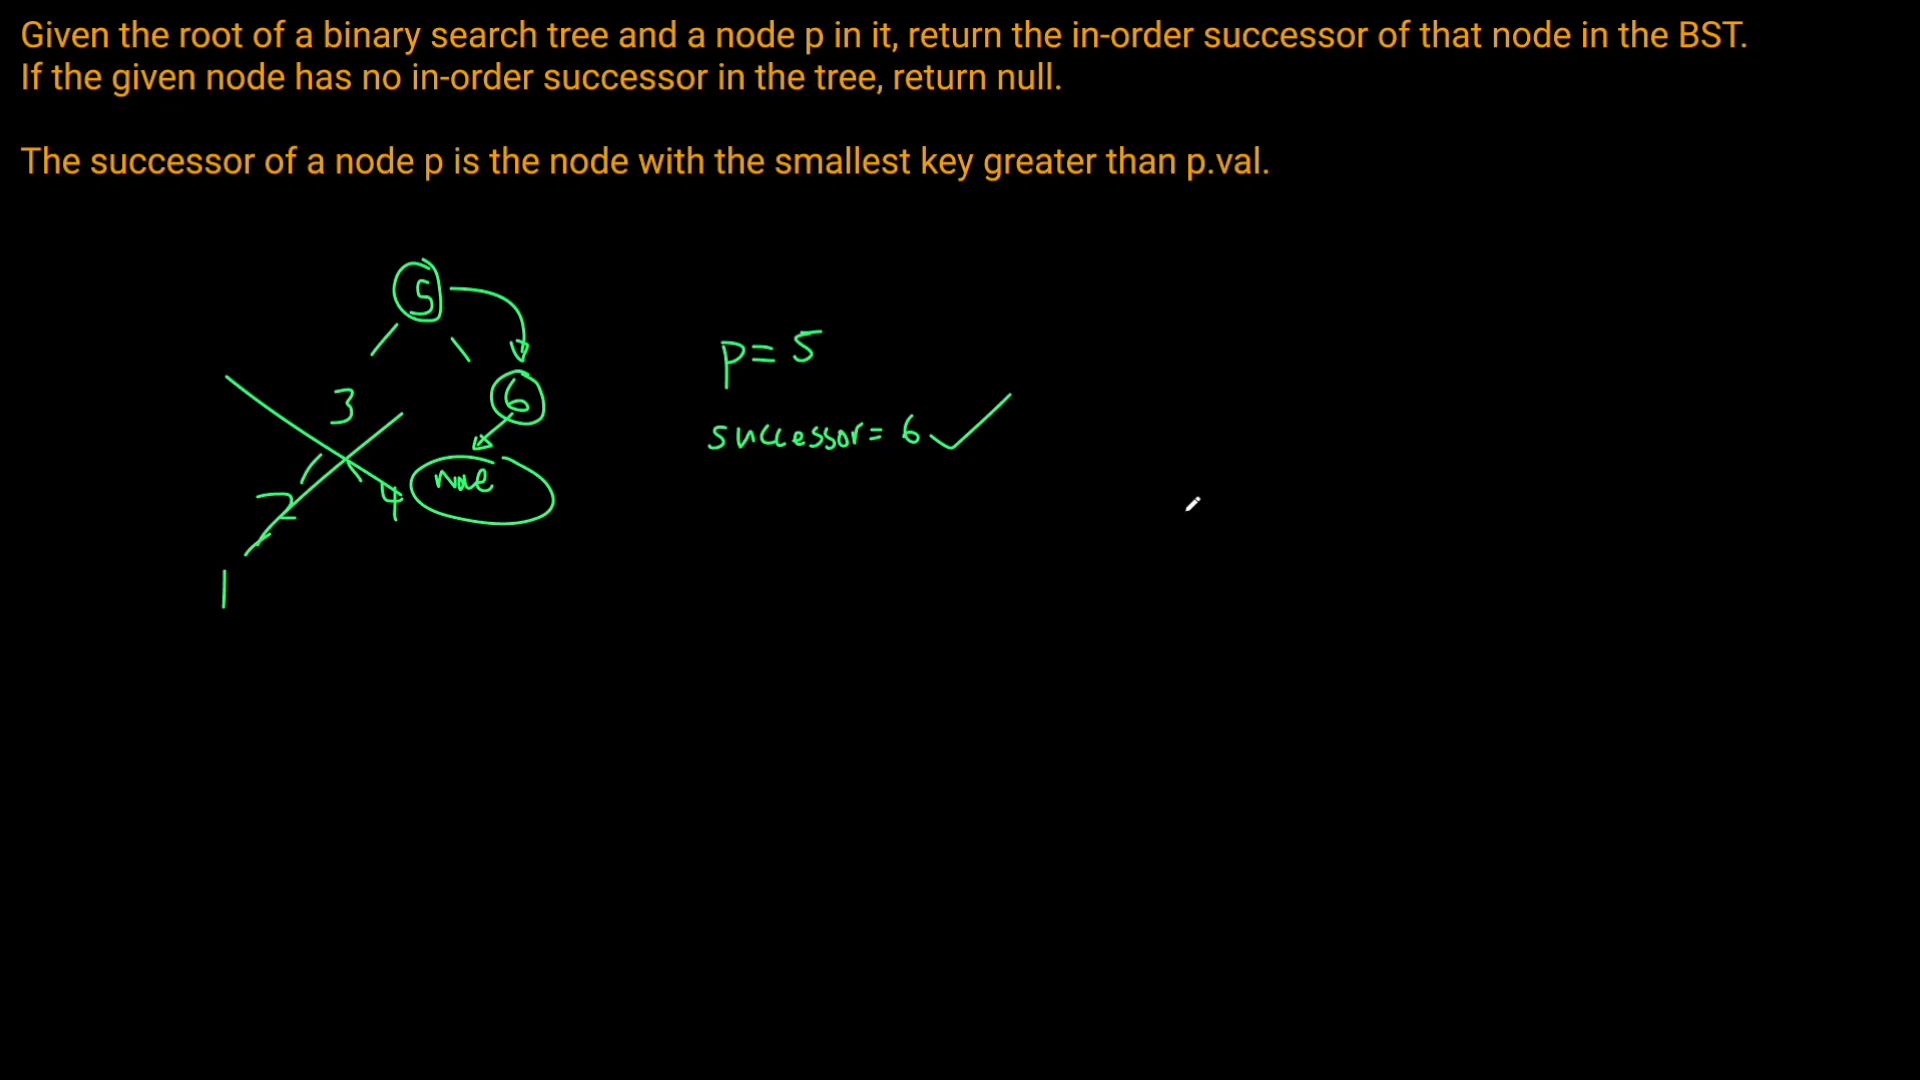 Given the root of a binary search tree and a node p in it, return the in-order successor of that node in the BST.
If the given node has no in-order successor in the tree, return null.
The successor of a node p is the node with the smallest key greater than p.val.
5
p= 5
3 6
successor= 6
2 4 none
1